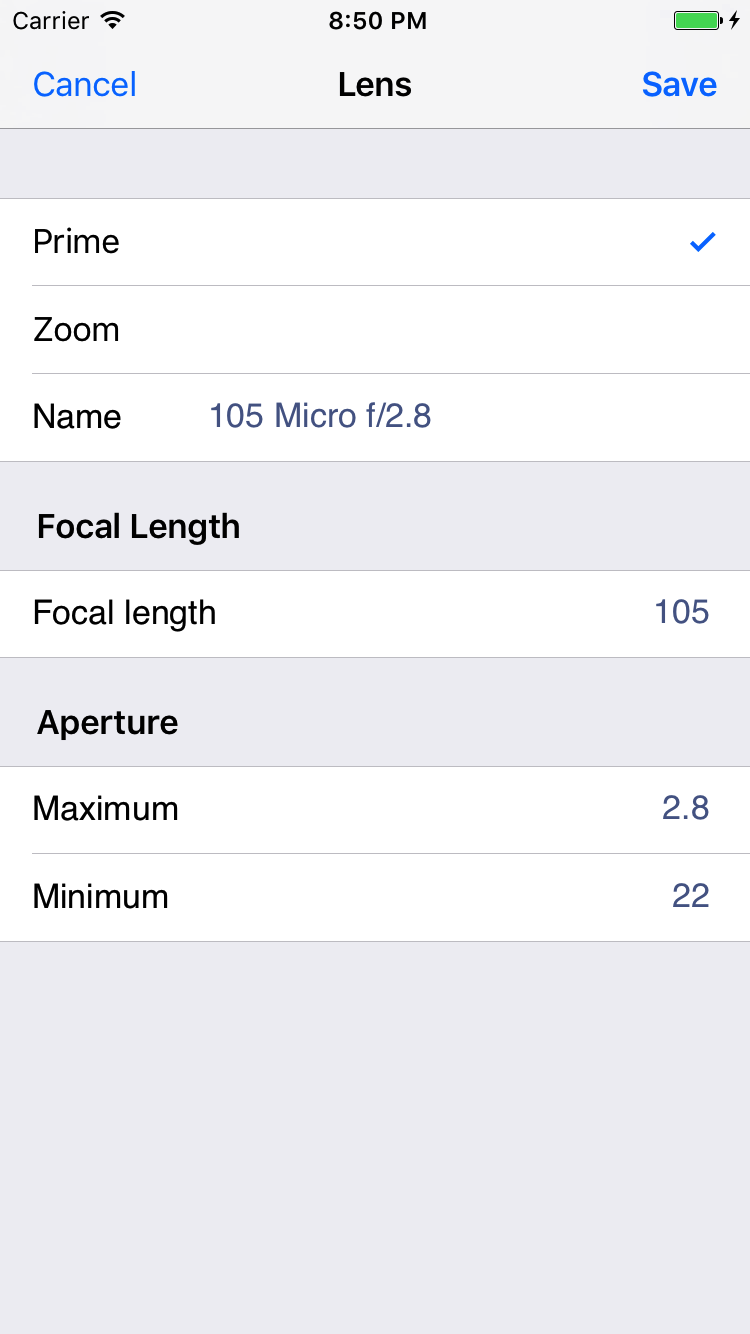 Carrier 8:50 PM
Cancel Lens Save
Prime
Zoom
Name 105 Micro f/2.8
Focal Length
Focal length 105
Aperture
Maximum 2.8
Minimum 22